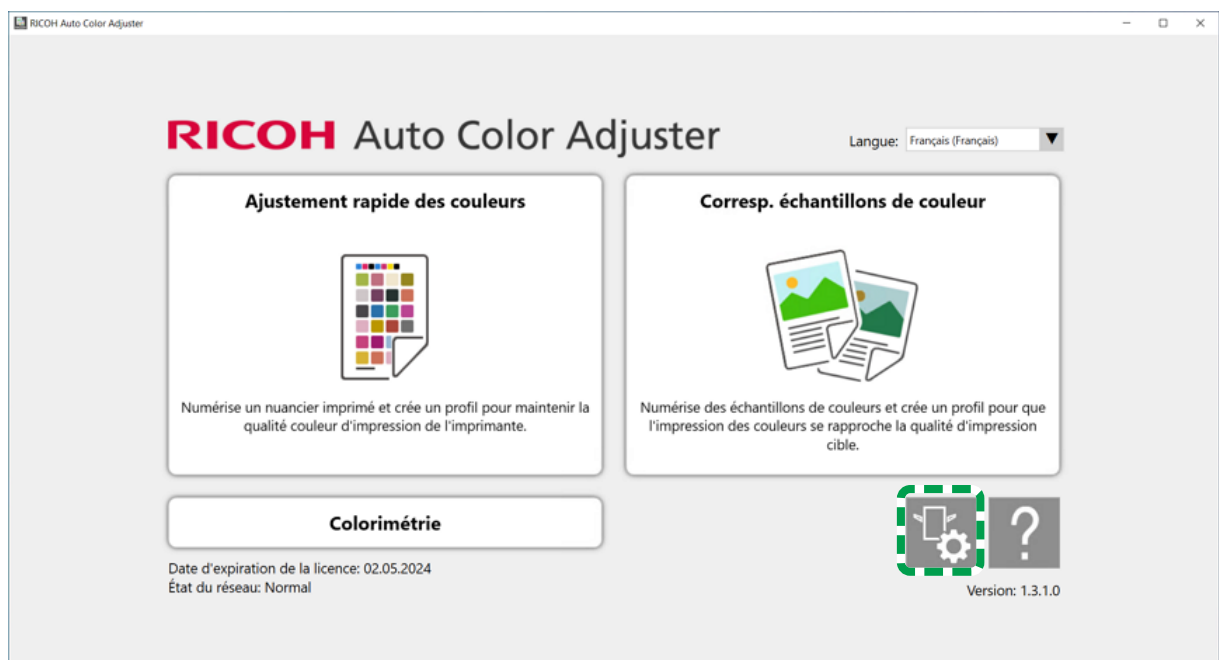 RICOH Auto Color Adjuster
RICOH Auto Color Adjuster
Langue: Français (Français)
Ajustement rapide des couleurs
Numérise un nuancier imprimé et crée un profil pour maintenir la
qualité couleur d'impression de l'imprimante.
Corresp. échantillons de couleur
Numérise des échantillons de couleurs et crée un profil pour que
l'impression des couleurs se rapproche la qualité d'impression
cible.
Colorimétrie
?
Date d'expiration de la licence: 02.05.2024
État du réseau: Normal
Version: 1.3.1.0